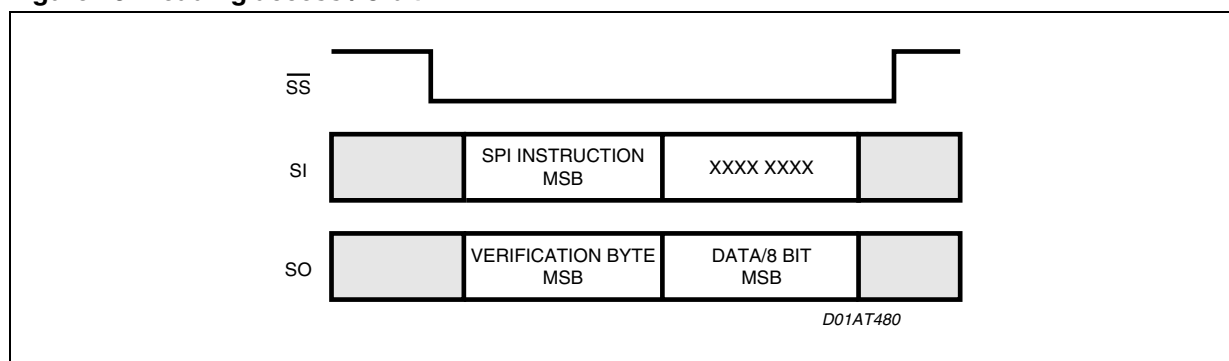 SS
SI
SPI INSTRUCTION
MSB
XXXX XXXX
SO
VERIFICATION BYTE
MSB
DATA/8 BIT
MSB
D01AT480